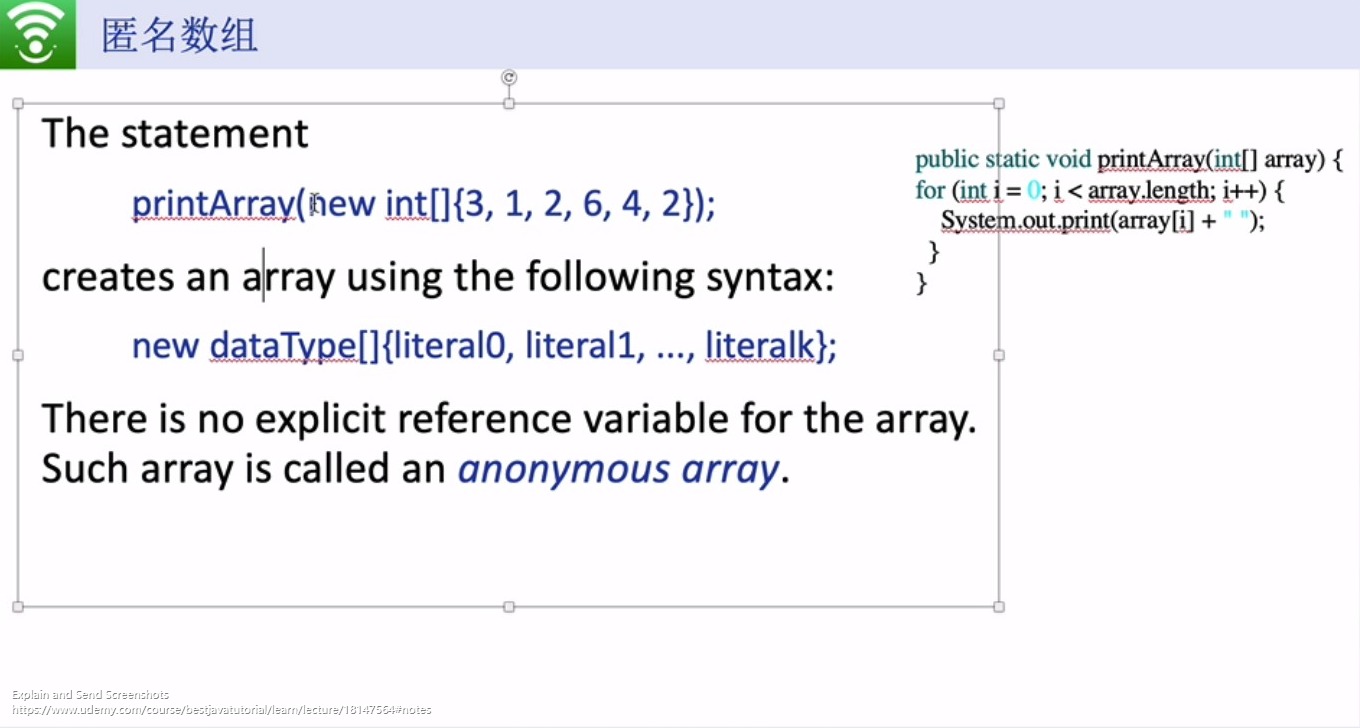 匿名数组
The statement
printArray(new int[]{3, 1, 2, 6, 4, 2});
creates an array using the following syntax:
new dataType[]{literal0, literal1, ..., literalk};
There is no explicit reference variable for the array.
Such array is called an anonymous array.
public static void printArray(int[] array) {
for (int i = 0; i < array.length; i++) {
System.out.print(array[i] + " ");
}
}
Explain and Send Screenshots
https://www.udemy.com/course/bestjavatutorial/learn/lecture/18147564#notes